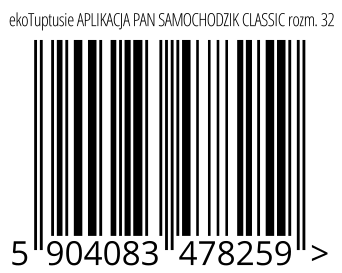 ekoTuptusie APLIKACJA PAN SAMOCHODZIK CLASSIC rozm. 32
5 904083 478259 >